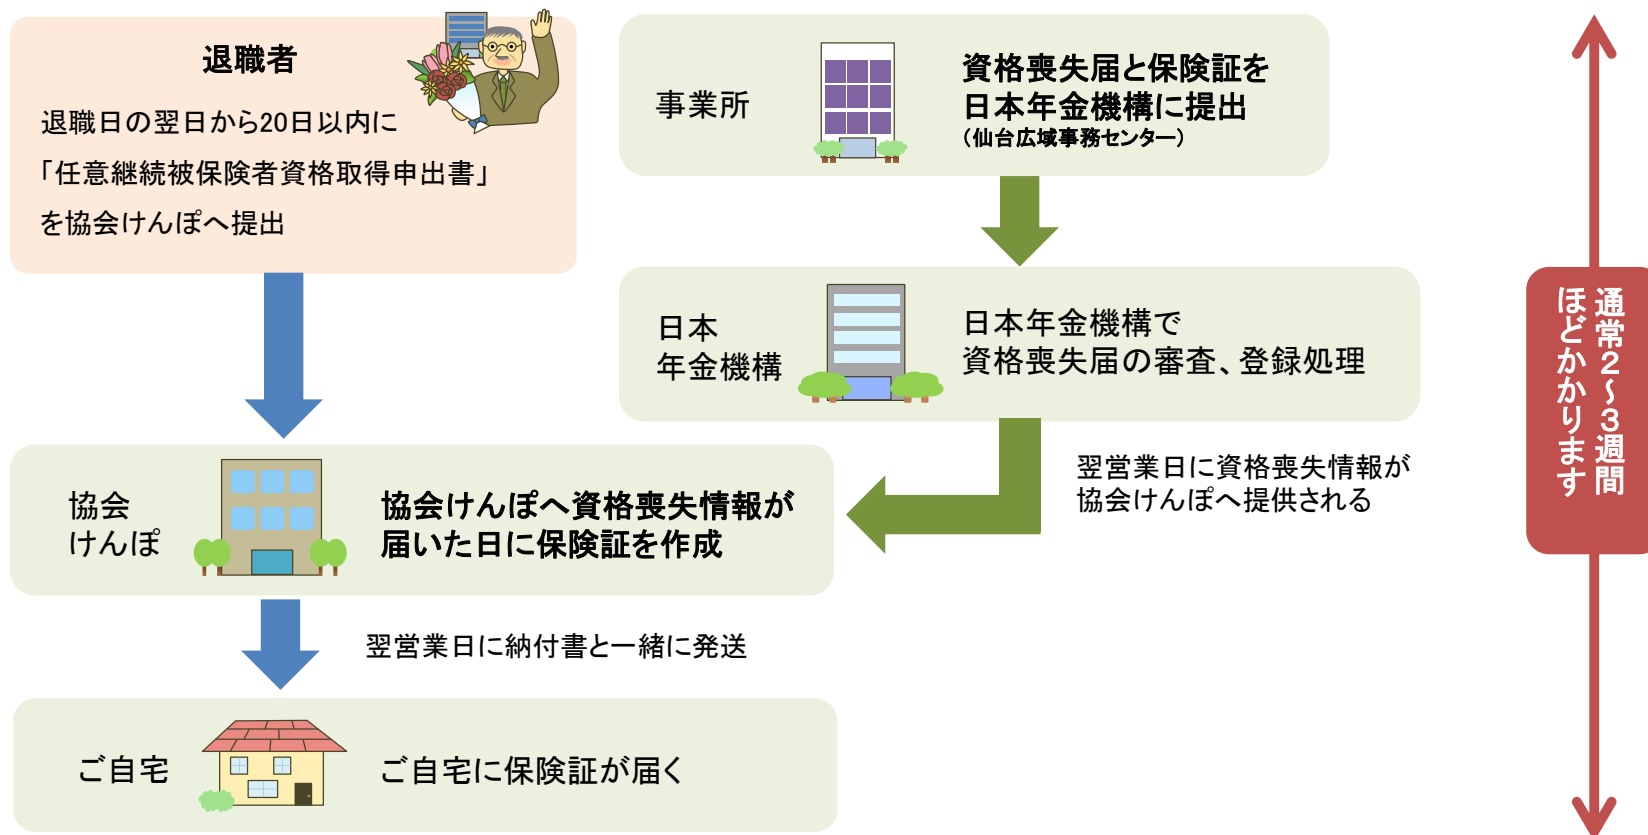 退職者
退職日の翌日から20日以内に
「任意継続被保険者資格取得申出書」
を協会けんぽへ提出
事業所
資格喪失届と保険証を
日本年金機構に提出
（仙台広域事務センター）
日本
年金機構
日本年金機構で
資格喪失届の審査、登録処理
翌営業日に資格喪失情報が
協会けんぽへ提供される
協会
けんぽ
協会けんぽへ資格喪失情報が
届いた日に保険証を作成
翌営業日に納付書と一緒に発送
ご自宅
ご自宅に保険証が届く
通常２～３週間
ほどかかります